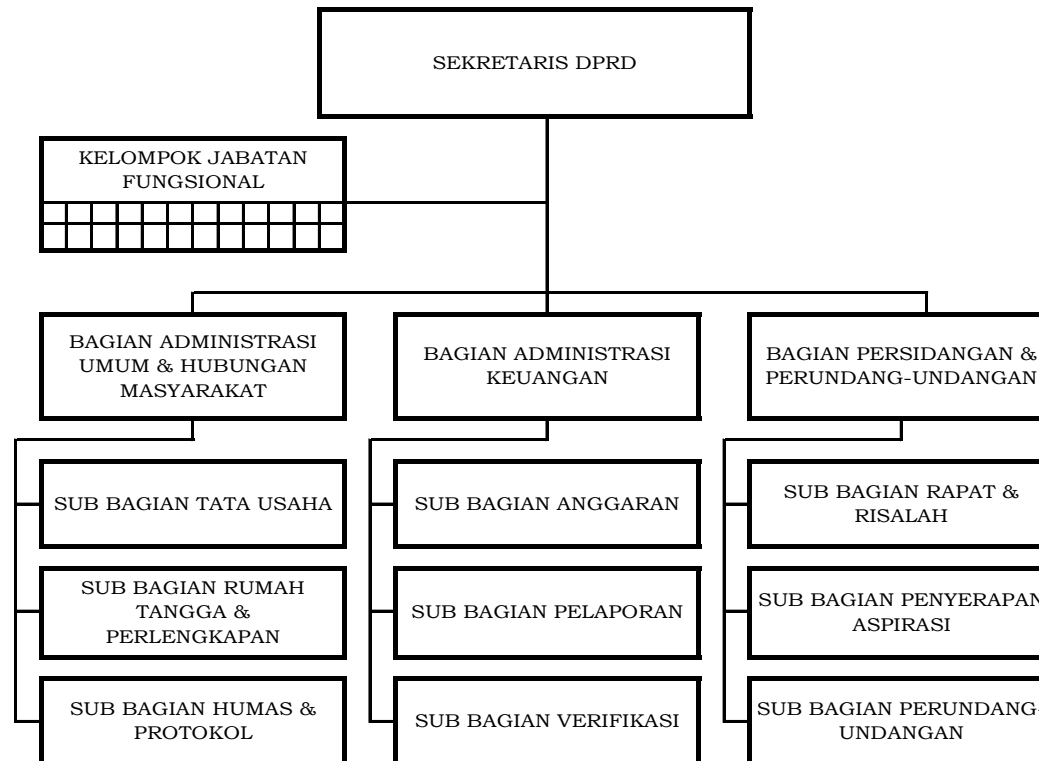 SEKRETARIS DPRD
KELOMPOK JABATAN
FUNGSIONAL
BAGIAN ADMINISTRASI
UMUM & HUBUNGAN
MASYARAKAT
BAGIAN ADMINISTRASI
KEUANGAN
BAGIAN PERSIDANGAN &
PERUNDANG-UNDANGAN
SUB BAGIAN TATA USAHA
SUB BAGIAN ANGGARAN
SUB BAGIAN RAPAT &
RISALAH
SUB BAGIAN RUMAH
TANGGA &
PERLENGKAPAN
SUB BAGIAN PELAPORAN
SUB BAGIAN PENYERAPAN
ASPIRASI
SUB BAGIAN HUMAS &
PROTOKOL
SUB BAGIAN VERIFIKASI
SUB BAGIAN PERUNDANG-
UNDANGAN